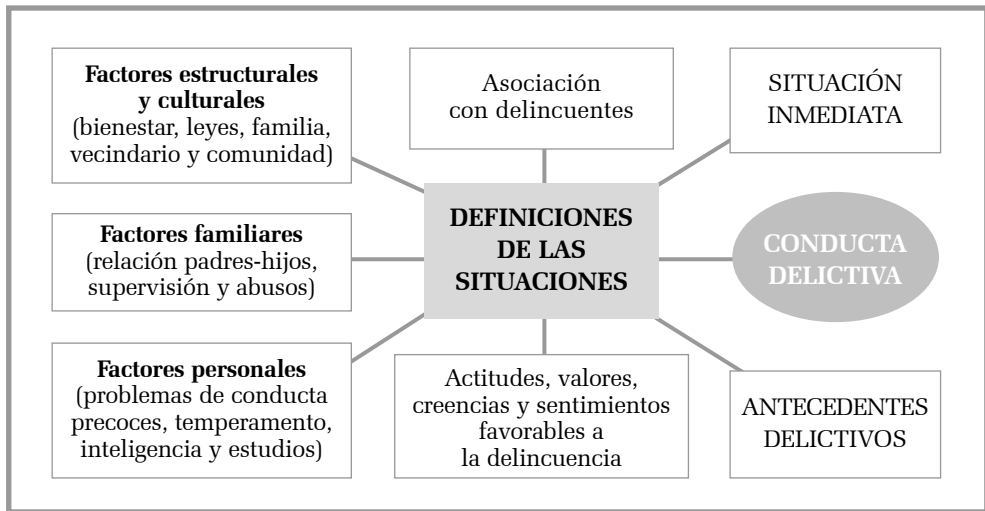 Factores estructurales
y culturales
(bienestar, leyes, familia,
vecindario y comunidad)
Asociación
con delincuentes
SITUACIÓN
INMEDIATA
Factores familiares
(relación padres-hijos,
supervisión y abusos)
DEFINICIONES
DE LAS
SITUACIONES
CONDUCTA
DELICTIVA
Factores personales
(problemas de conducta
precoces, temperamento,
inteligencia y estudios)
Actitudes, valores,
creencias y sentimientos
favorables a
la delincuencia
ANTECEDENTES
DELICTIVOS